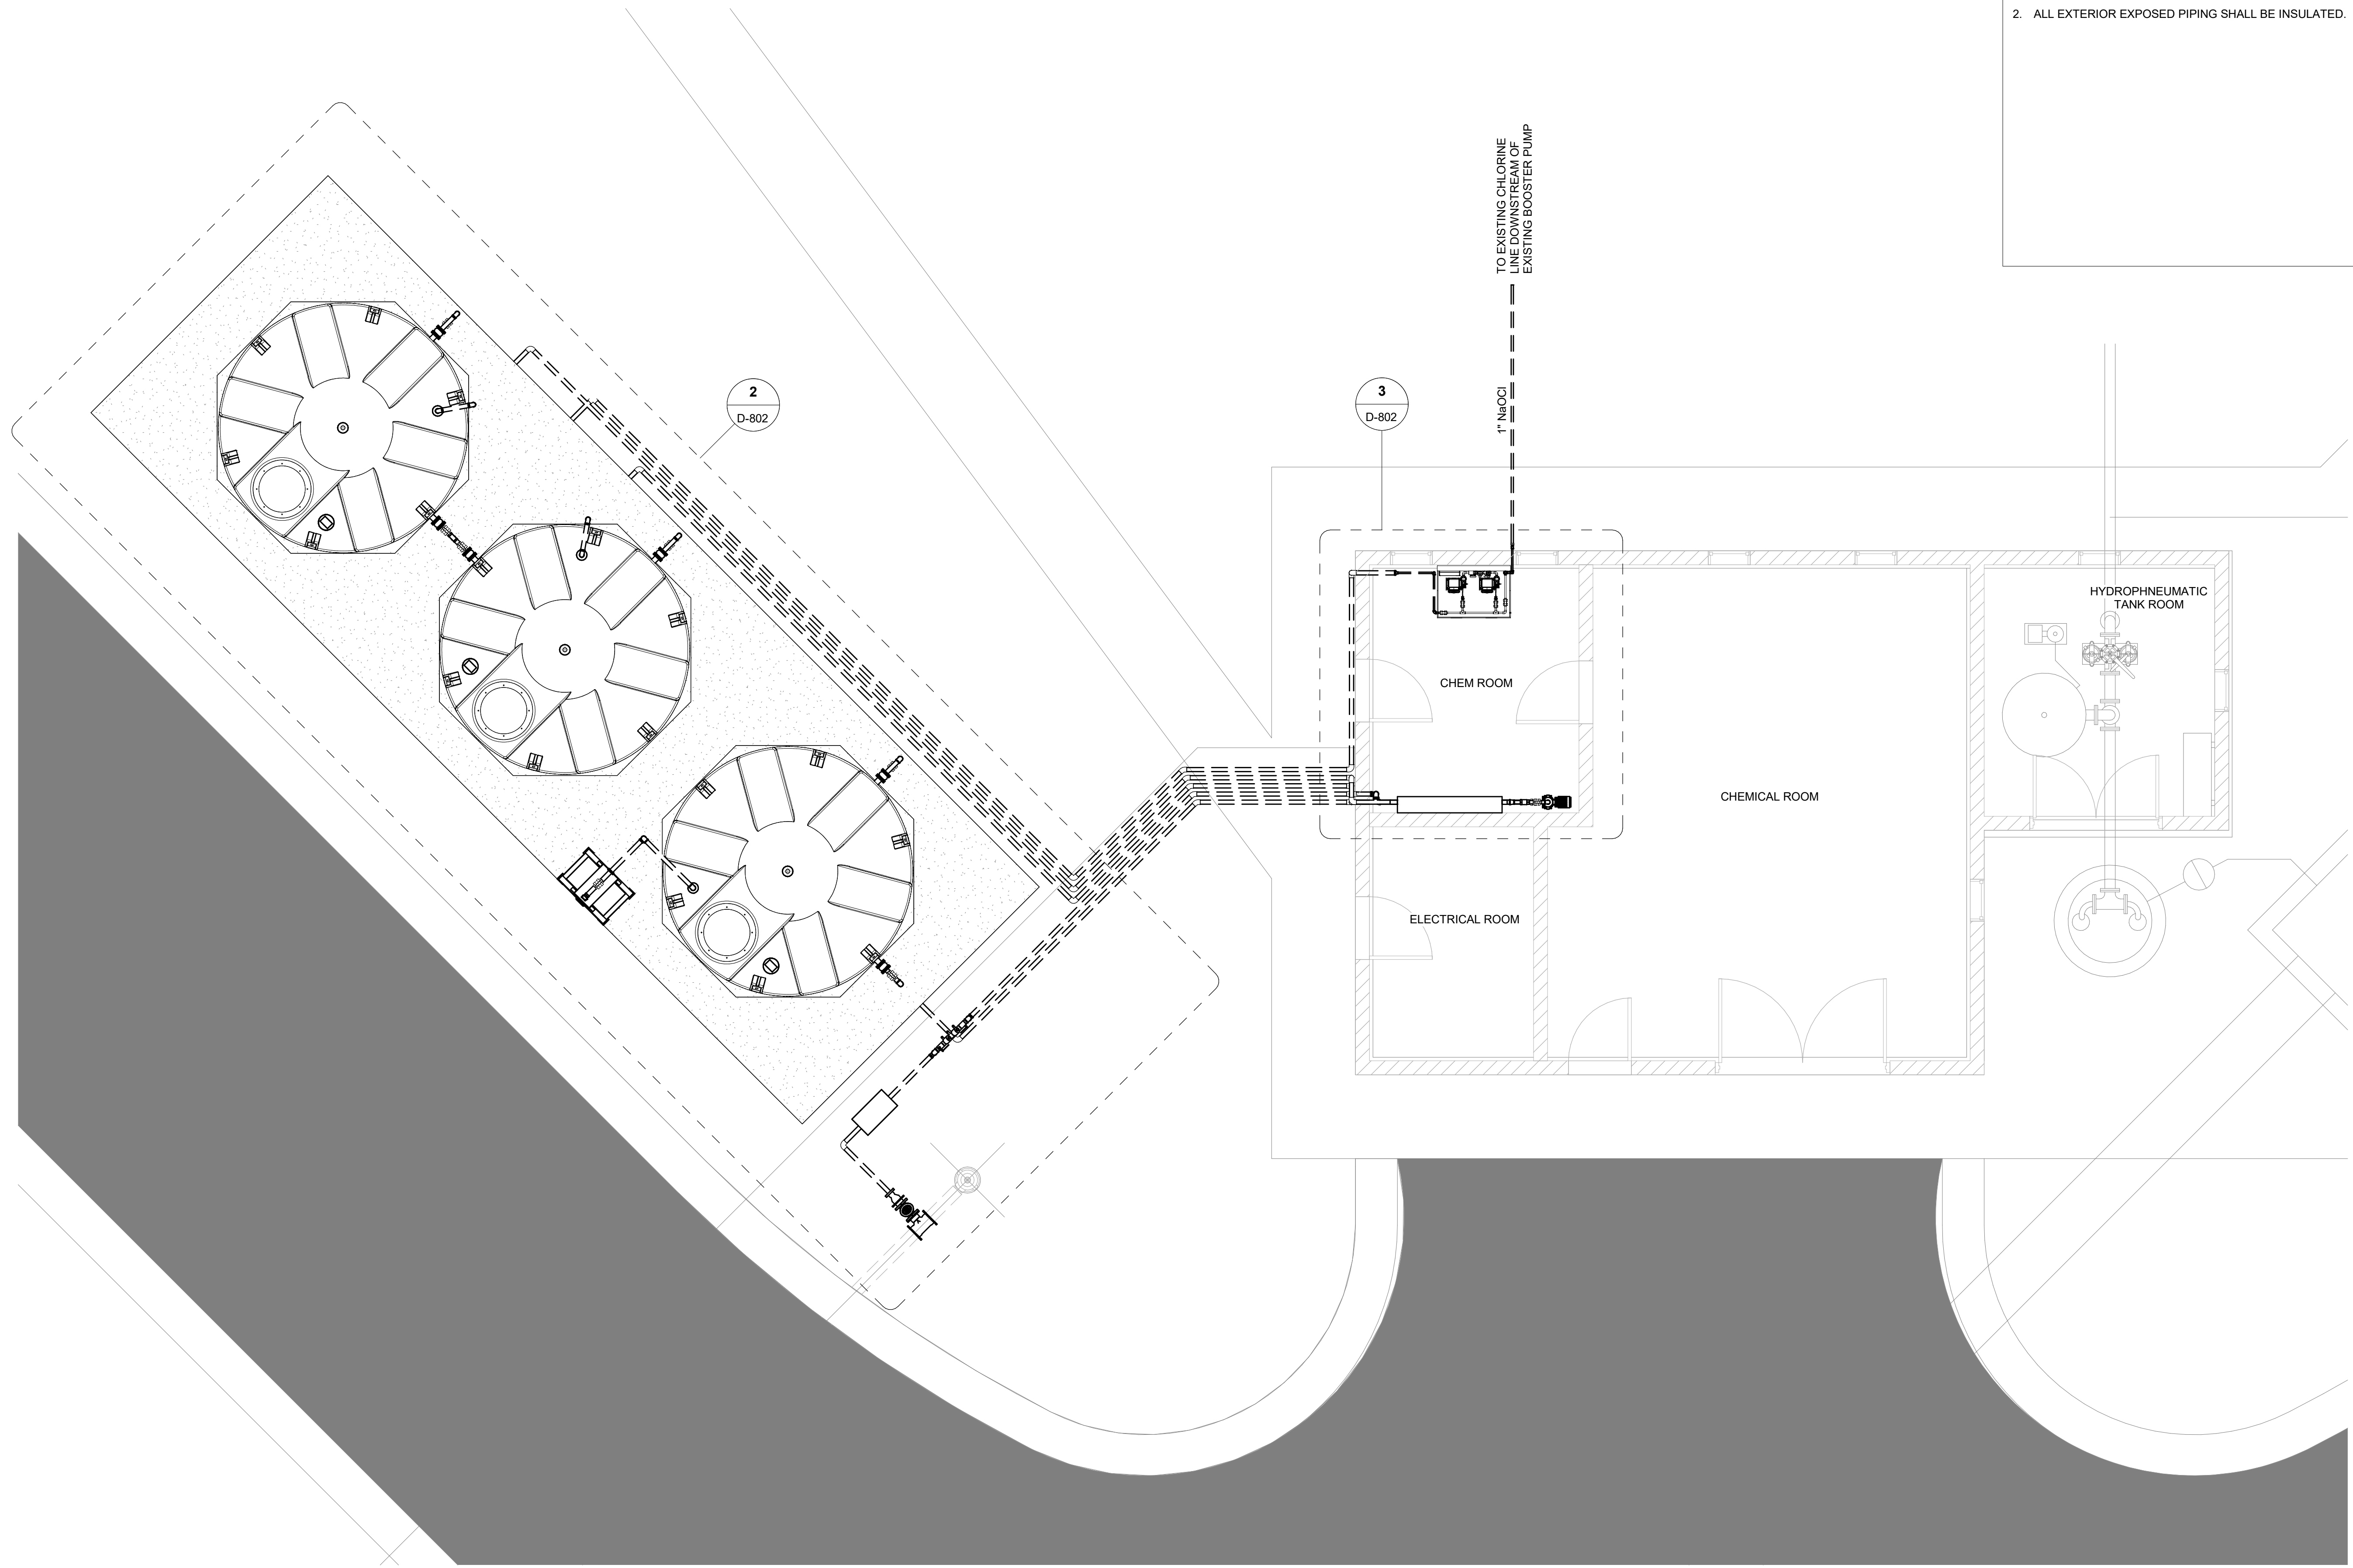 2. ALL EXTERIOR EXPOSED PIPING SHALL BE INSULATED.
TO EXISTING CHLORINE
LINE DOWNSTREAM OF
EXISTING BOOSTER PUMP
1" NaOCl
2
D-802
3
D-802
HYDROPHNEUMATIC
TANK ROOM
CHEM ROOM
CHEMICAL ROOM
ELECTRICAL ROOM